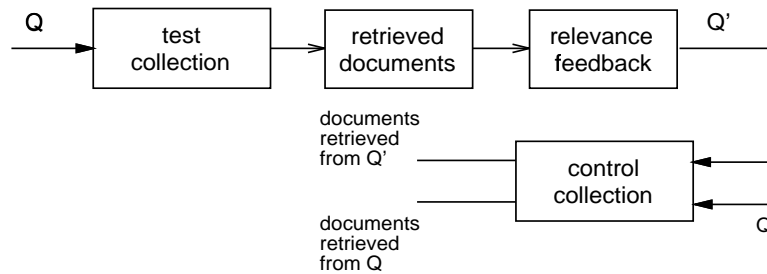 Q
test
collection
retrieved
documents
relevance
feedback
Q’
documents
retrieved
from Q’
control
collection
documents
retrieved
from Q
Q